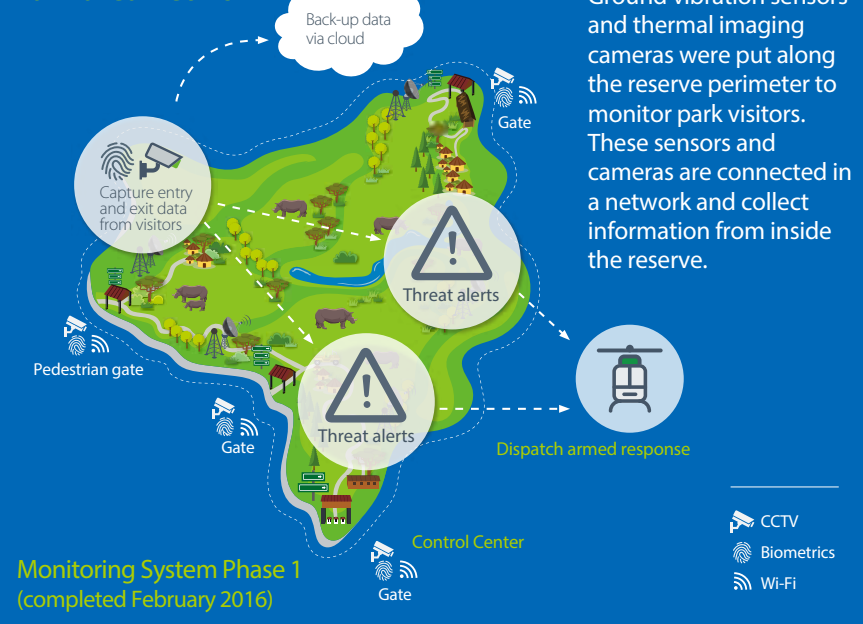 Back-up data
via cloud
Ground vibration sensors
and thermal imaging
cameras were put along
the reserve perimeter to
monitor park visitors.
These sensors and
cameras are connected in
a network and collect
information from inside
the reserve.
Gate
Capture entry
and exit data
from visitors
Threat alerts
Pedestrian gate
Threat alerts
Gate
Dispatch armed response
Control Center
Gate
CCTV
Biometrics
Wi-Fi
Monitoring System Phase 1
(completed February 2016)